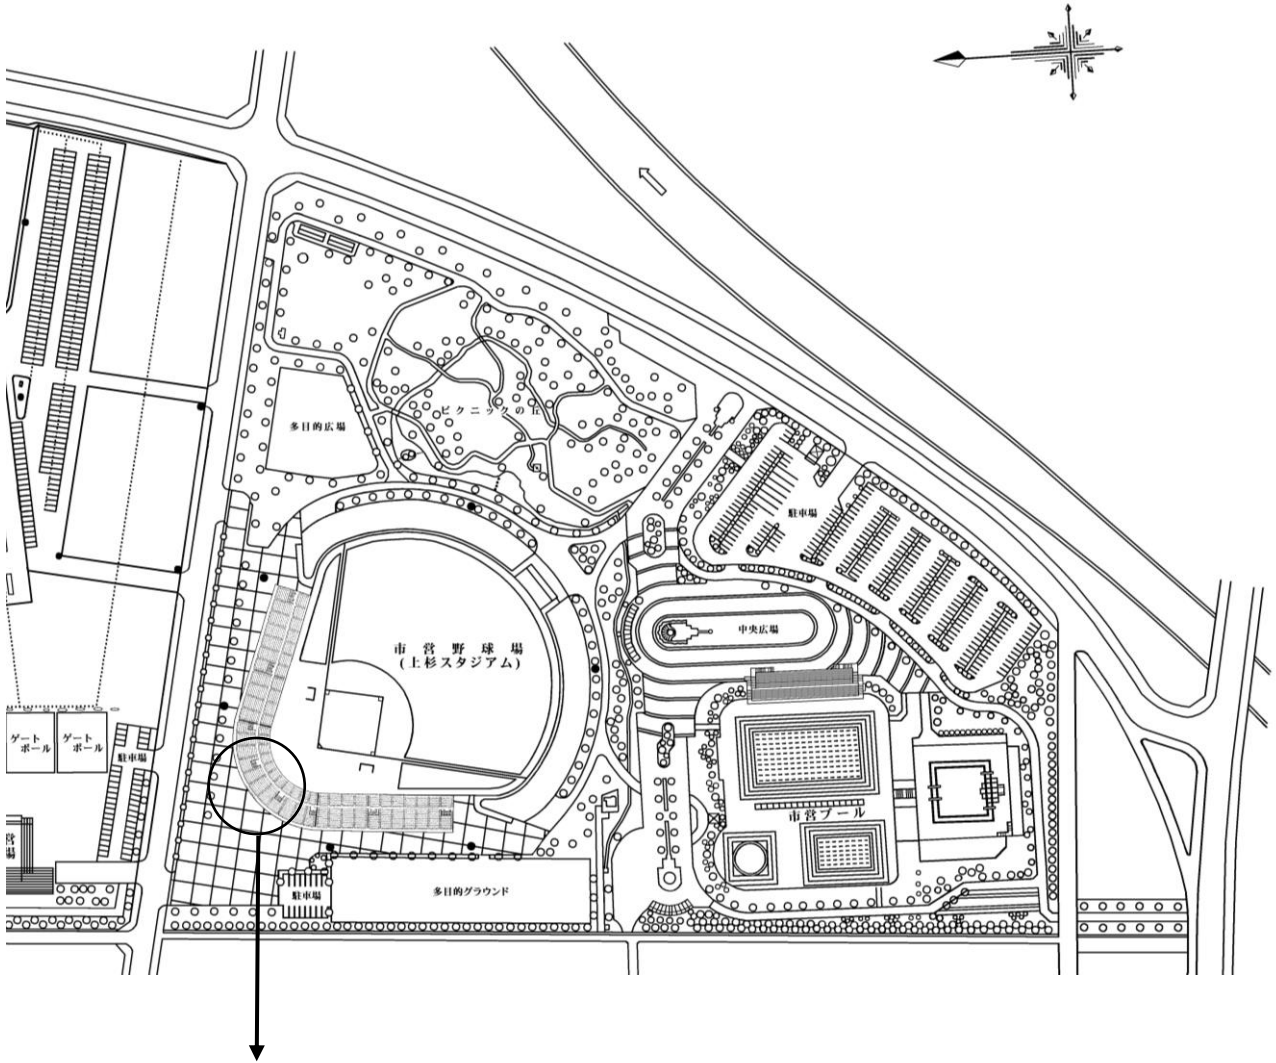 ピクニックの丘
多目的広場
駐車場
市営野球場
(上杉スタジアム)
中央広場
ゲート
ボール
ゲート
ボール
駐車場
市営プール
駐車場
多目的グラウンド